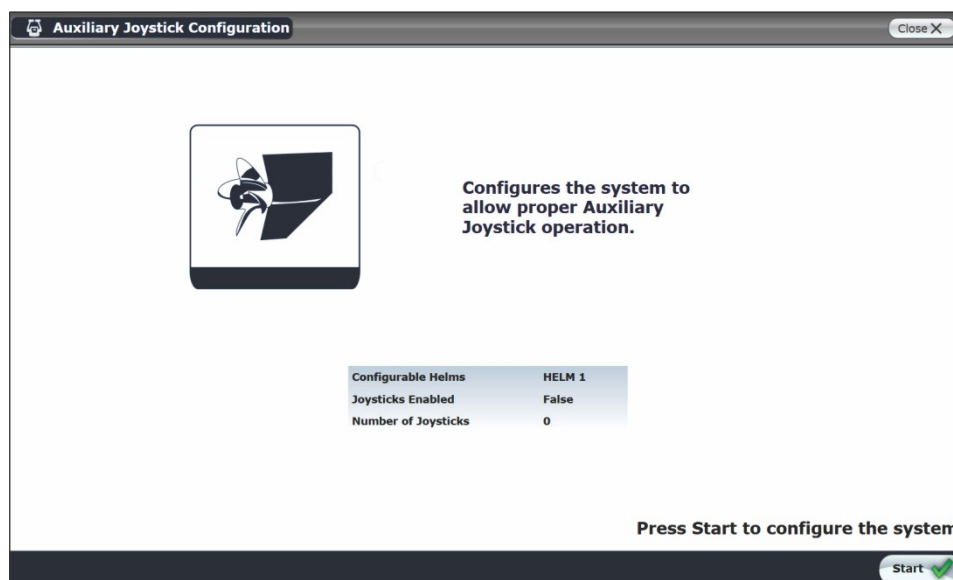 Auxiliary Joystick Configuration
Close X
Configures the system to
allow proper Auxiliary
Joystick operation.
Configurable Helms HELM 1
Joysticks Enabled False
Number of Joysticks 0
Press Start to configure the system
Start